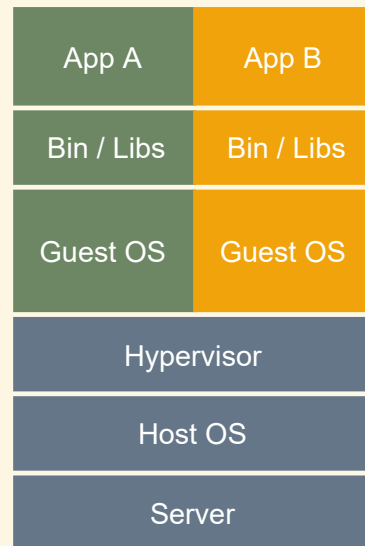 App A App B
Bin / Libs Bin / Libs
Guest OS Guest OS
Hypervisor
Host OS
Server